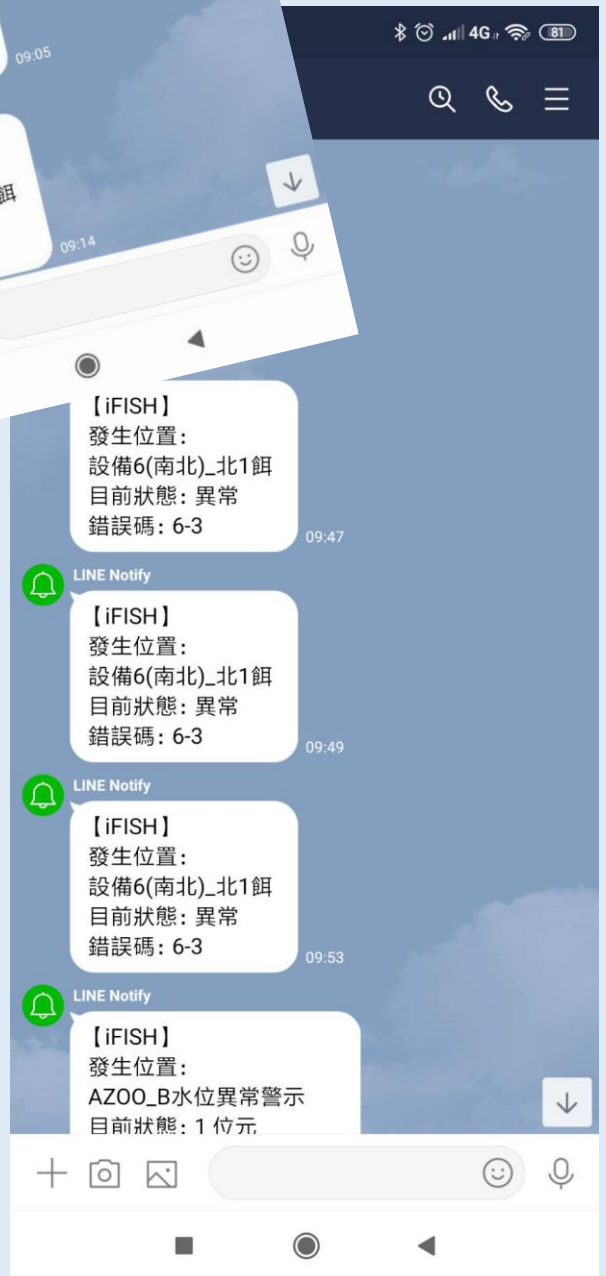 4G
81
09:05
餌
09:14
【iFISH】
發生位置:
設備6(南北)_北1餌
目前狀態: 異常
錯誤碼: 6-3
09:47
LINE Notify
【iFISH】
發生位置:
設備6(南北)_北1餌
目前狀態: 異常
錯誤碼: 6-3
09:49
LINE Notify
【iFISH】
發生位置:
設備6(南北)_北1餌
目前狀態: 異常
錯誤碼: 6-3
09:53
LINE Notify
【iFISH】
發生位置:
AZOO_B水位異常警示
目前狀態: 1 位元